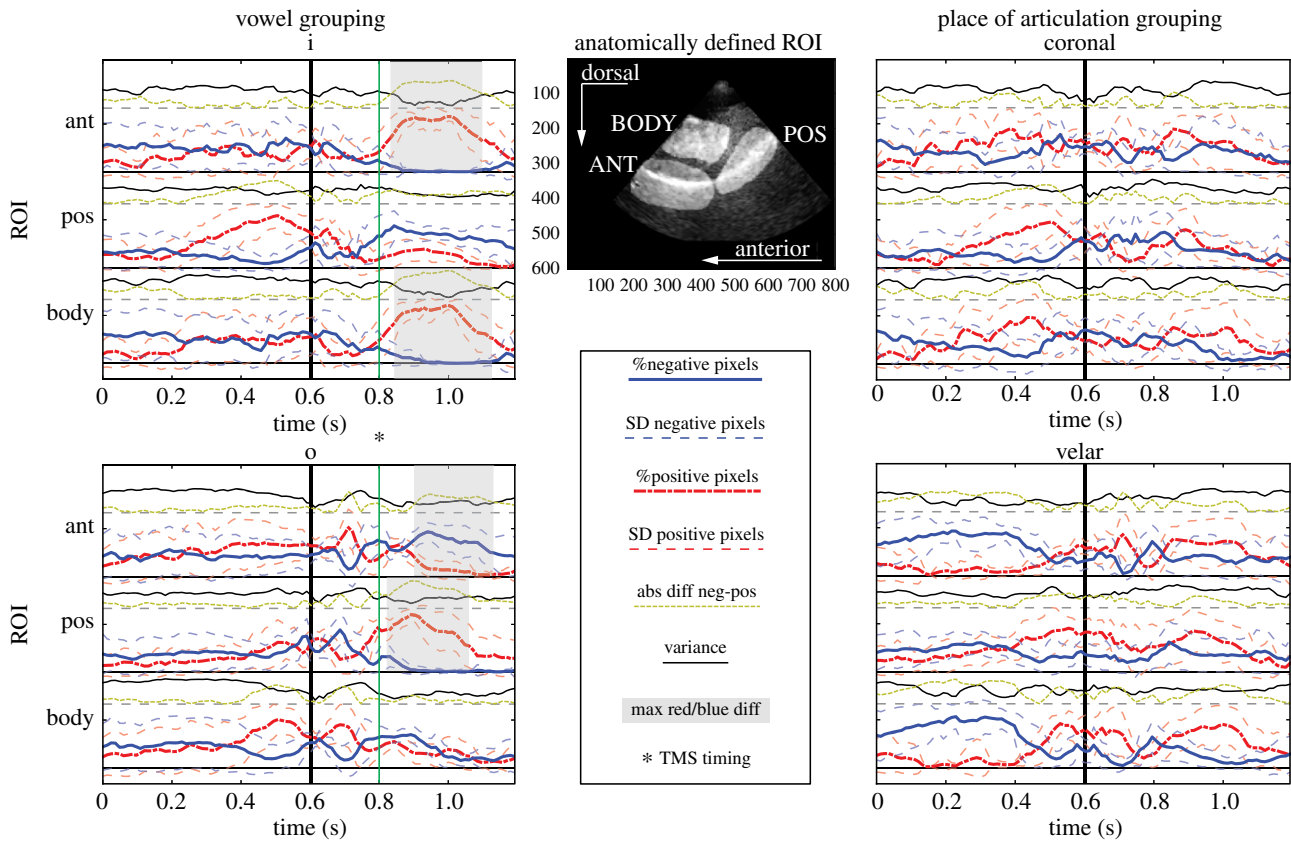 vowel grouping
i
ant
pos
body
ROI
0 0.2 0.4 0.6 0.8 1.0
time (s)
*
o
ant
pos
body
ROI
0 0.2 0.4 0.6 0.8 1.0
time (s)
anatomically defined ROI
dorsal
BODY
POS
ANT
anterior
100
200
300
400
500
600
100 200 300 400 500 600 700 800
%negative pixels
SD negative pixels
%positive pixels
SD positive pixels
abs diff neg-pos
variance
max red/blue diff
* TMS timing
place of articulation grouping
coronal
0 0.2 0.4 0.6 0.8 1.0
time (s)
velar
0 0.2 0.4 0.6 0.8 1.0
time (s)